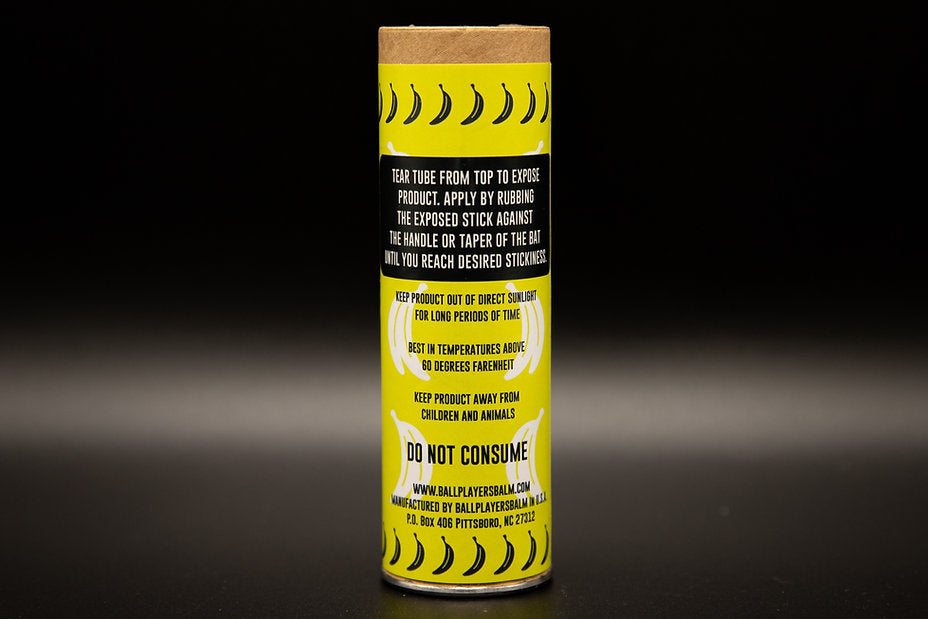 TEAR TUBE FROM TOP TO EXPOSE
PRODUCT. APPLY BY RUBBING
THE EXPOSED STICK AGAINST
THE HANDLE OR TAPER OF THE BAT
UNTIL YOU REACH DESIRED STICKINESS.
KEEP PRODUCT OUT OF DIRECT SUNLIGHT
FOR LONG PERIODS OF TIME
BEST IN TEMPERATURES ABOVE
60 DEGREES FARENHEIT
KEEP PRODUCT AWAY FROM
CHILDREN AND ANIMALS
DO NOT CONSUME
WWW.BALLPLAYERSBALM.COM
MANUFACTURED BY BALLPLAYERSBALM IN U.S.A.
P.O. BOX 406 PITTSBORO, NC 27312